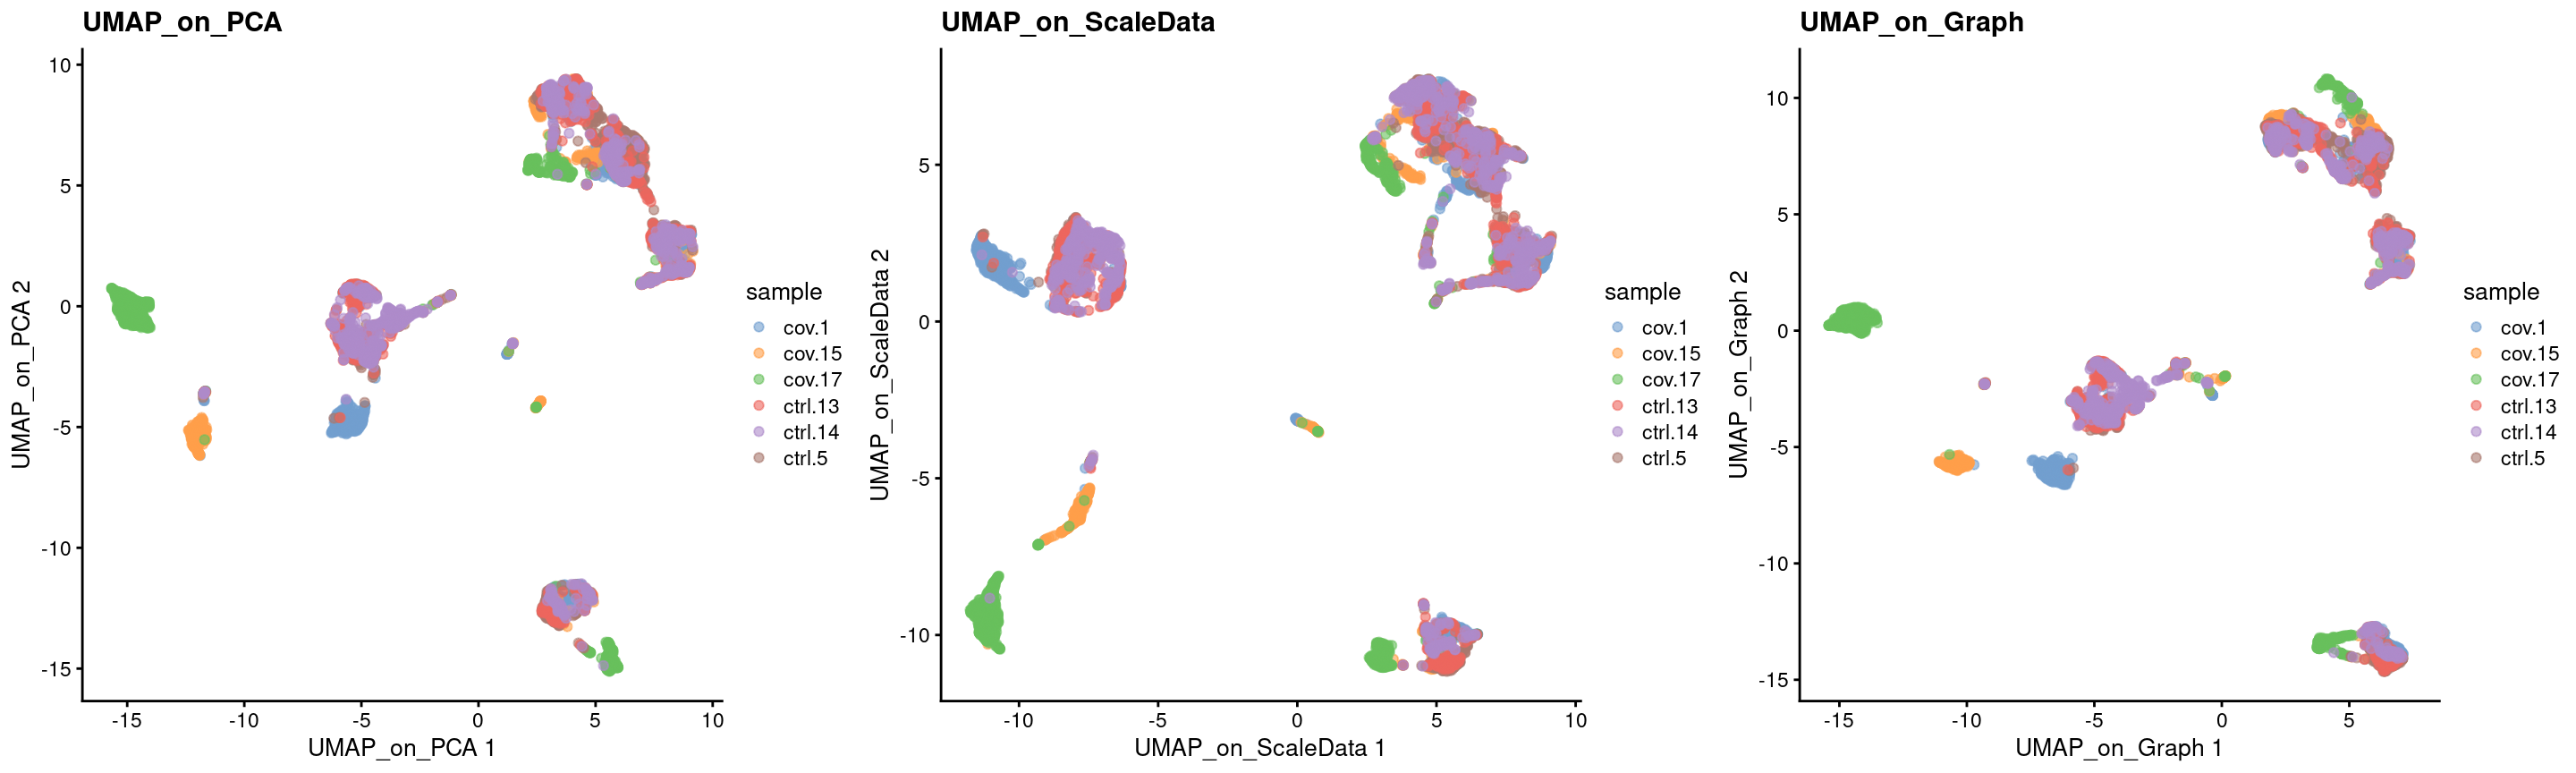 UMAP_on_PCA
10
5
0
-5
-10
-15
UMAP_on_PCA 2
-15
-10
-5
0
5
10
UMAP_on_PCA 1
sample
cov.1
cov.15
cov.17
ctrl.13
ctrl.14
ctrl.5
UMAP_on_ScaleData
5
0
-5
-10
UMAP_on_ScaleData 2
-10
-5
0
5
10
UMAP_on_ScaleData 1
sample
cov.1
cov.15
cov.17
ctrl.13
ctrl.14
ctrl.5
UMAP_on_Graph
10
5
0
-5
-10
-15
UMAP_on_Graph 2
-15
-10
-5
0
5
UMAP_on_Graph 1
sample
cov.1
cov.15
cov.17
ctrl.13
ctrl.14
ctrl.5